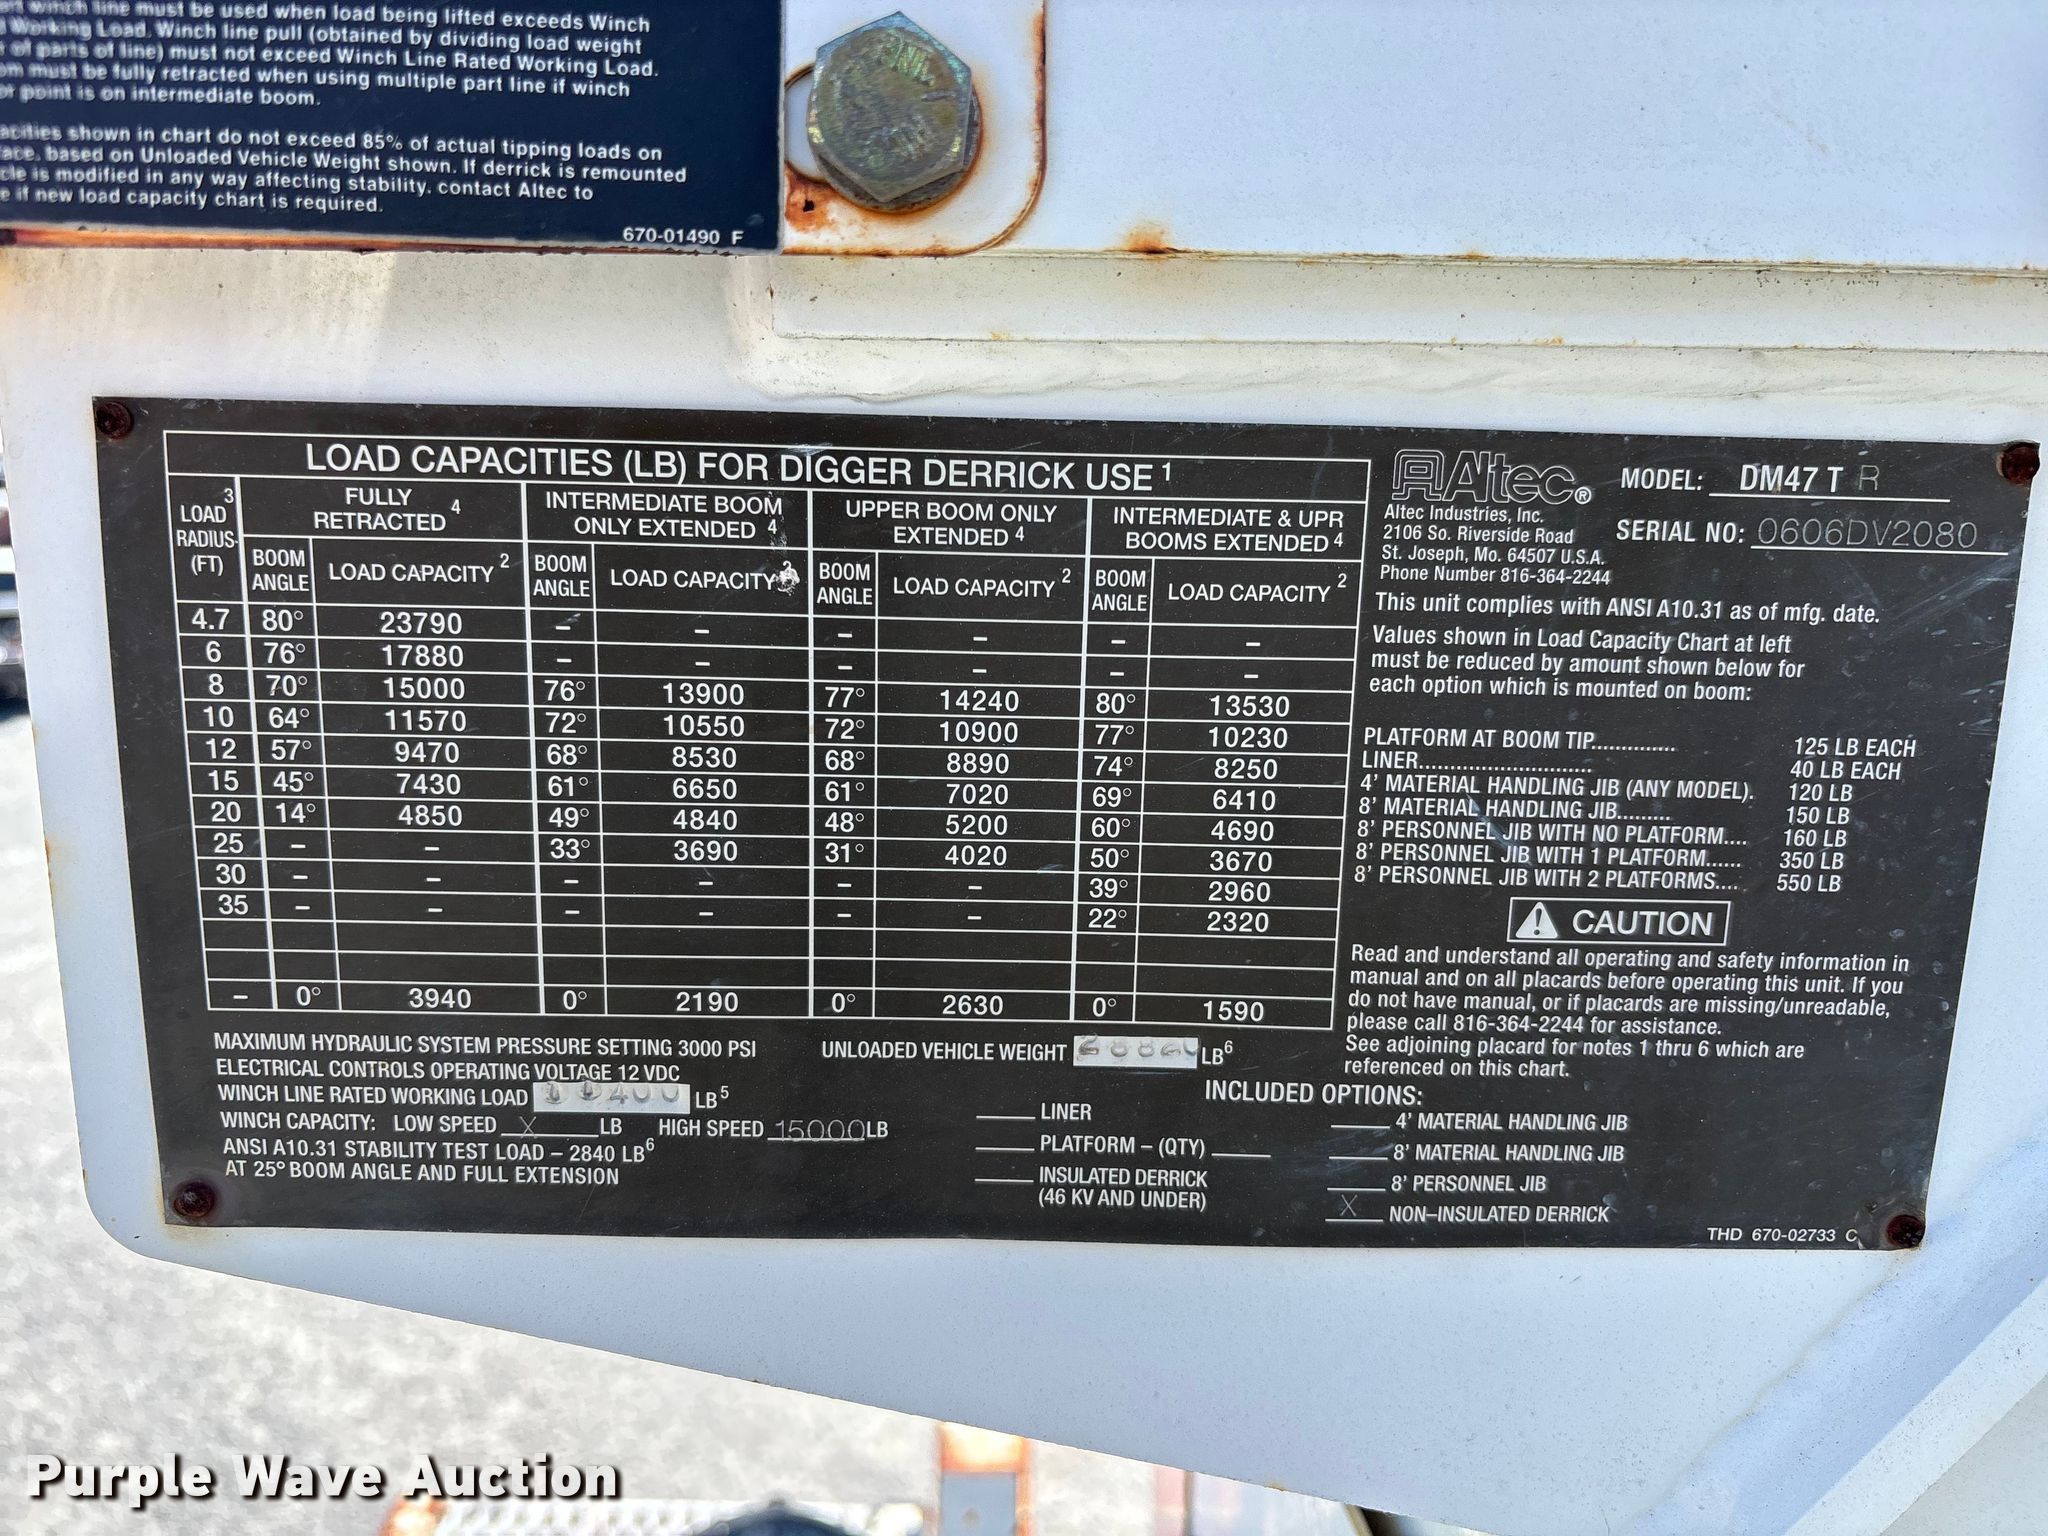 winch line must be used when load being lifted exceeds Winch
Working Load. Winch line pull (obtained by dividing load weight
of parts of line) must not exceed Winch Line Rated Working Load.
must be fully retracted when using multiple part line if winch
point is on intermediate boom.
shown in chart do not exceed 85% of actual tipping loads on
based on Unloaded Vehicle Weight shown. If derrick is remounted
is modified in any way affecting stability, contact Altec to
if new load capacity chart is required.
670-01490 F
LOAD CAPACITIES (LB) FOR DIGGER DERRICK USE 1
LOAD 3 RADIUS (FT)
FULLY RETRACTED 4
INTERMEDIATE BOOM ONLY EXTENDED 4
UPPER BOOM ONLY EXTENDED 4
INTERMEDIATE & UPR BOOMS EXTENDED 4
BOOM ANGLE LOAD CAPACITY 2 BOOM ANGLE LOAD CAPACITY 2 BOOM ANGLE LOAD CAPACITY 2 BOOM ANGLE LOAD CAPACITY 2
4.7 80° 23790 – – – – – –
6 76° 17880 – – – – – –
8 70° 15000 76° 13900 77° 14240 80° 13530
10 64° 11570 72° 10550 72° 10900 77° 10230
12 57° 9470 68° 8530 68° 8890 74° 8250
15 45° 7430 61° 6650 61° 7020 69° 6410
20 14° 4850 49° 4840 48° 5200 60° 4690
25 – – 33° 3690 31° 4020 50° 3670
30 – – – – – – 39° 2960
35 – – – – – – 22° 2320
– 0° 3940 0° 2190 0° 2630 0° 1590
MAXIMUM HYDRAULIC SYSTEM PRESSURE SETTING 3000 PSI
ELECTRICAL CONTROLS OPERATING VOLTAGE 12 VDC
WINCH LINE RATED WORKING LOAD LB5
WINCH CAPACITY: LOW SPEED X LB HIGH SPEED 15000 LB
ANSI A10.31 STABILITY TEST LOAD – 2840 LB6
AT 25° BOOM ANGLE AND FULL EXTENSION
UNLOADED VEHICLE WEIGHT LB6
Altec®
Altec Industries, Inc.
2106 So. Riverside Road
St. Joseph, Mo. 64507 U.S.A.
Phone Number 816-364-2244
MODEL: DM47 T R
SERIAL NO: 0606DV2080
This unit complies with ANSI A10.31 as of mfg. date.
Values shown in Load Capacity Chart at left
must be reduced by amount shown below for
each option which is mounted on boom:
PLATFORM AT BOOM TIP............... 125 LB EACH
LINER............................. 40 LB EACH
4' MATERIAL HANDLING JIB (ANY MODEL). 120 LB
8' MATERIAL HANDLING JIB......... 150 LB
8' PERSONNEL JIB WITH NO PLATFORM.... 160 LB
8' PERSONNEL JIB WITH 1 PLATFORM...... 350 LB
8' PERSONNEL JIB WITH 2 PLATFORMS.... 550 LB
CAUTION
Read and understand all operating and safety information in
manual and on all placards before operating this unit. If you
do not have manual, or if placards are missing/unreadable,
please call 816-364-2244 for assistance.
See adjoining placard for notes 1 thru 6 which are
referenced on this chart.
INCLUDED OPTIONS:
LINER
PLATFORM – (QTY)
INSULATED DERRICK
(46 KV AND UNDER)
4' MATERIAL HANDLING JIB
8' MATERIAL HANDLING JIB
8' PERSONNEL JIB
X NON–INSULATED DERRICK
THD 670-02733 C
Purple Wave Auction